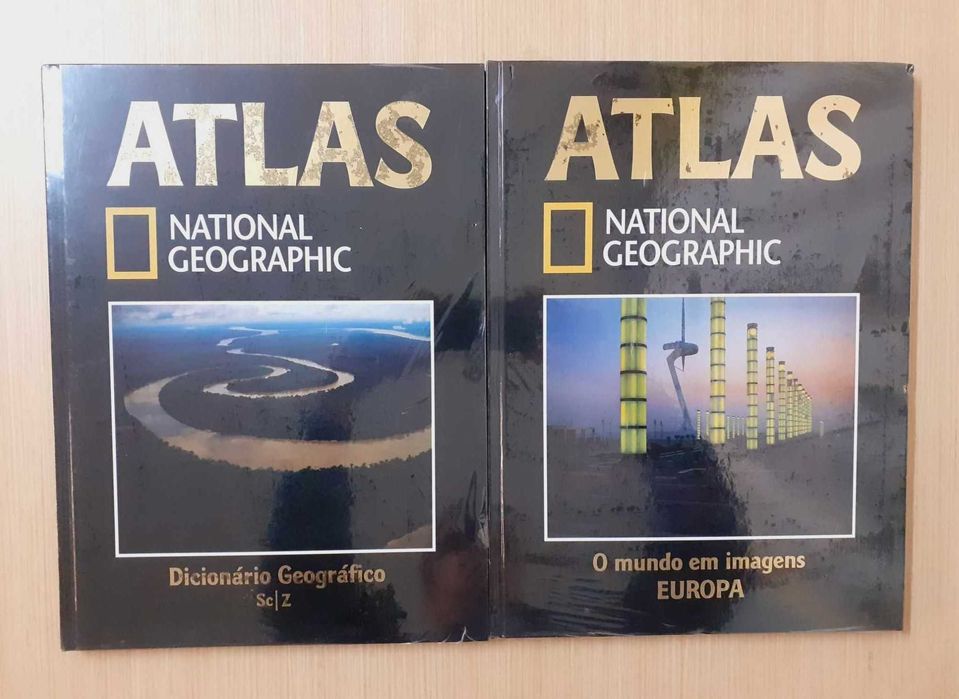 ATLAS
NATIONAL
GEOGRAPHIC
Dicionário Geográfico
Sc|Z
ATLAS
NATIONAL
GEOGRAPHIC
O mundo em imagens
EUROPA